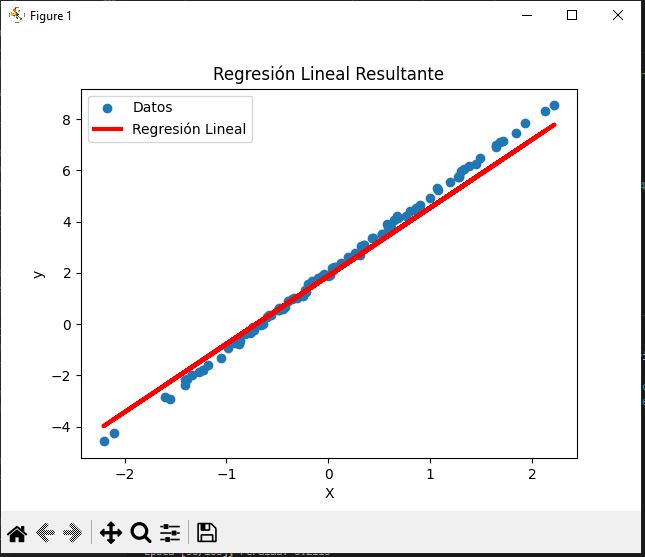 Figure 1
Regresión Lineal Resultante
Datos
Regresión Lineal
8
6
4
2
0
−2
−4
y
−2
−1
0
1
2
X